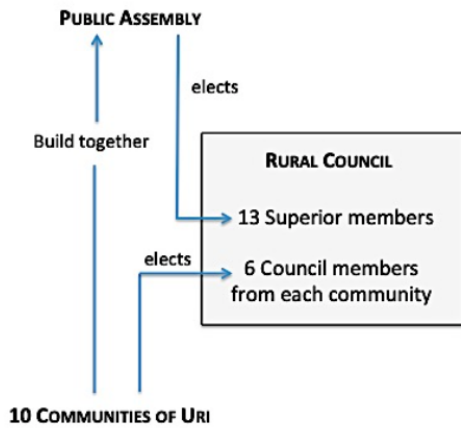 PUBLIC ASSEMBLY
elects
Build together
RURAL COUNCIL
13 Superior members
elects
6 Council members
from each community
10 COMMUNITIES OF URI